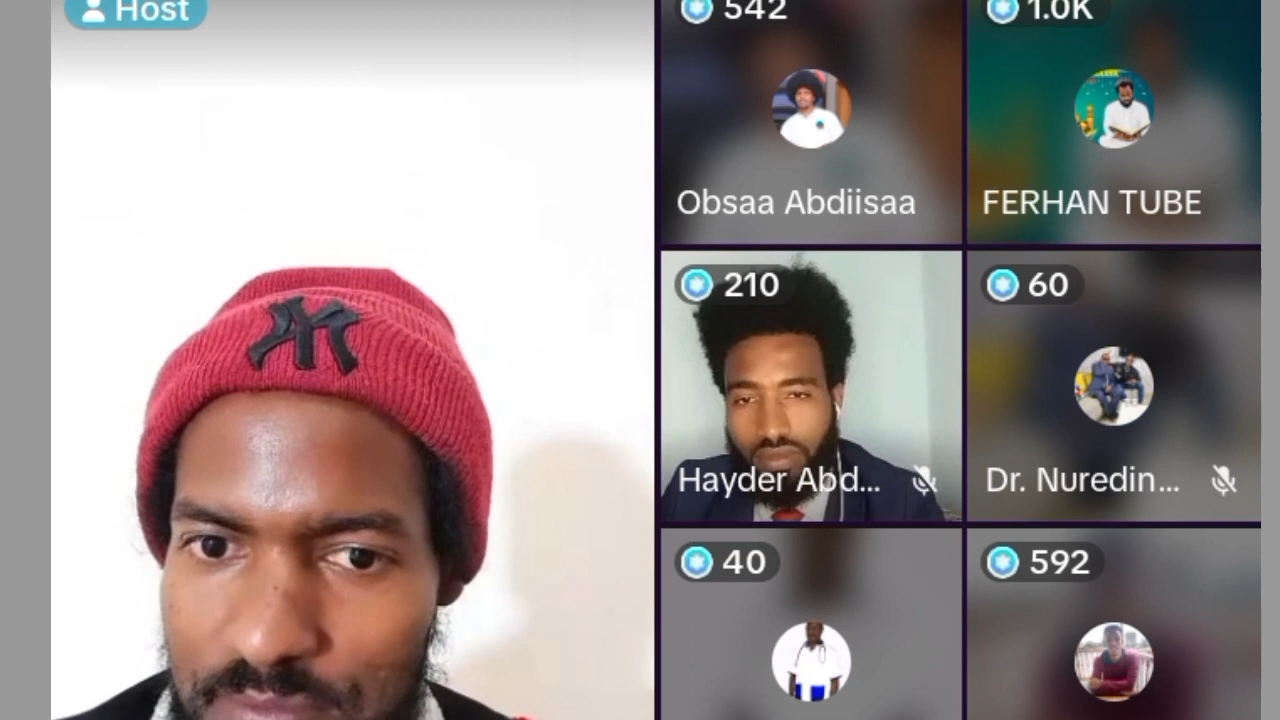 Host
542
1.0K
Obsaa Abdiisaa
FERHAN TUBE
210
60
Hayder Abd...
Dr. Nuredin...
40
592